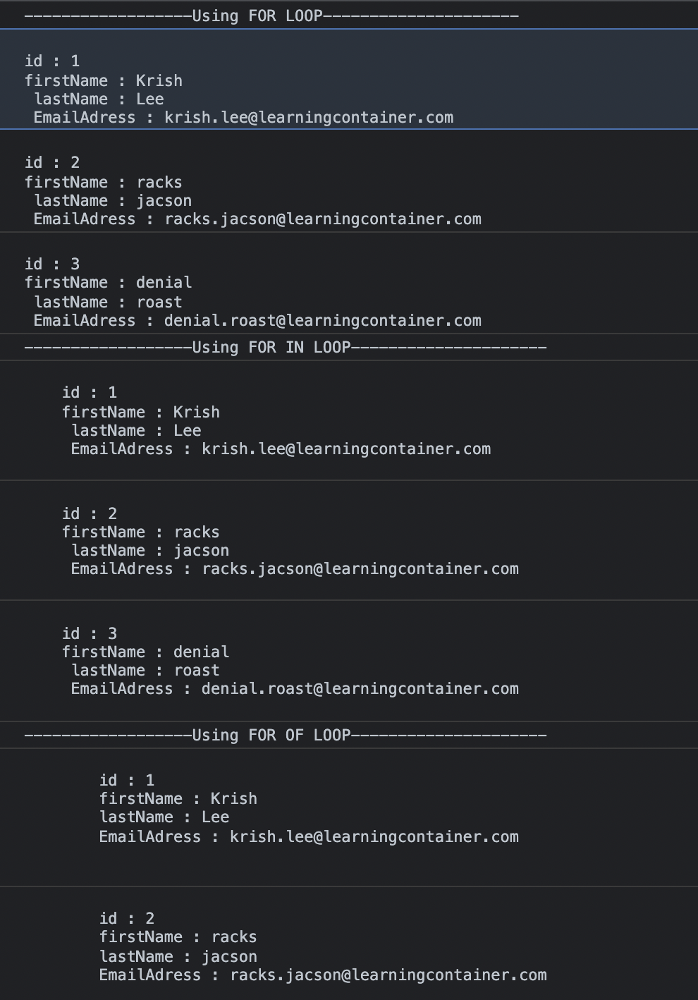 ------------------Using FOR LOOP---------------------
id : 1
firstName : Krish
lastName : Lee
EmailAdress : krish.lee@learningcontainer.com
id : 2
firstName : racks
lastName : jacson
EmailAdress : racks.jacson@learningcontainer.com
id : 3
firstName : denial
lastName : roast
EmailAdress : denial.roast@learningcontainer.com
------------------Using FOR IN LOOP---------------------
id : 1
firstName : Krish
lastName : Lee
EmailAdress : krish.lee@learningcontainer.com
id : 2
firstName : racks
lastName : jacson
EmailAdress : racks.jacson@learningcontainer.com
id : 3
firstName : denial
lastName : roast
EmailAdress : denial.roast@learningcontainer.com
------------------Using FOR OF LOOP---------------------
id : 1
firstName : Krish
lastName : Lee
EmailAdress : krish.lee@learningcontainer.com
id : 2
firstName : racks
lastName : jacson
EmailAdress : racks.jacson@learningcontainer.com